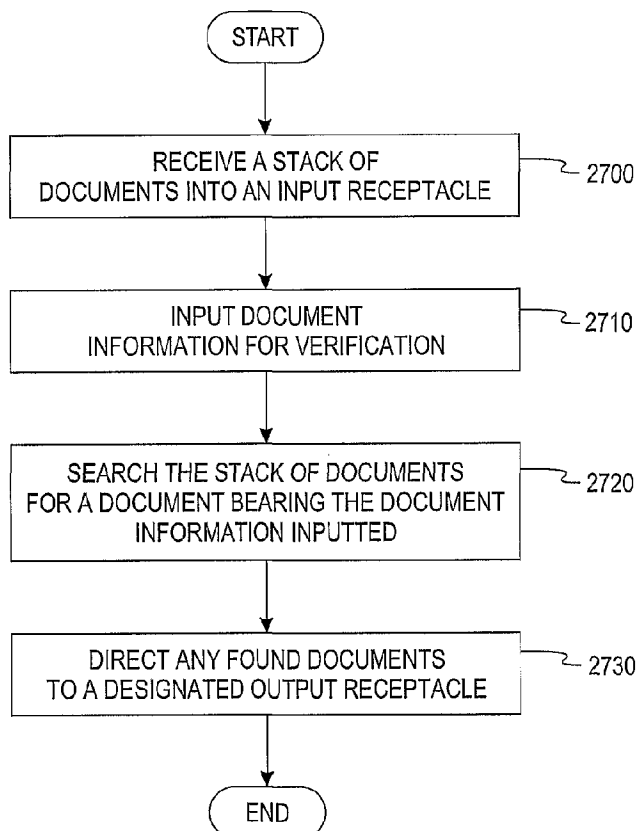 START
RECEIVE A STACK OF
DOCUMENTS INTO AN INPUT RECEPTACLE
2700
INPUT DOCUMENT
INFORMATION FOR VERIFICATION
2710
SEARCH THE STACK OF DOCUMENTS
FOR A DOCUMENT BEARING THE DOCUMENT
INFORMATION INPUTTED
2720
DIRECT ANY FOUND DOCUMENTS
TO A DESIGNATED OUTPUT RECEPTACLE
2730
END